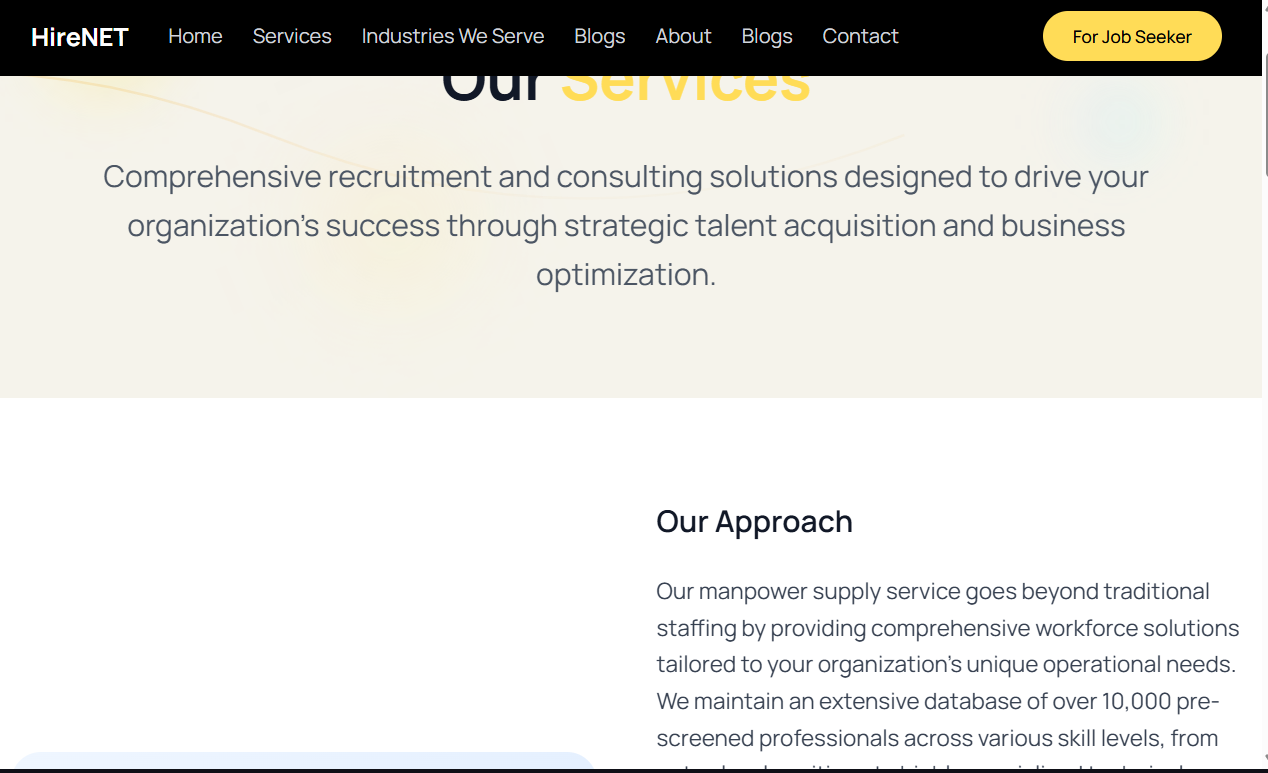 HireNET Home Services Industries We Serve Blogs About Blogs Contact For Job Seeker
Our Services
Comprehensive recruitment and consulting solutions designed to drive your
organization's success through strategic talent acquisition and business
optimization.
Our Approach
Our manpower supply service goes beyond traditional
staffing by providing comprehensive workforce solutions
tailored to your organization's unique operational needs.
We maintain an extensive database of over 10,000 pre-
screened professionals across various skill levels, from